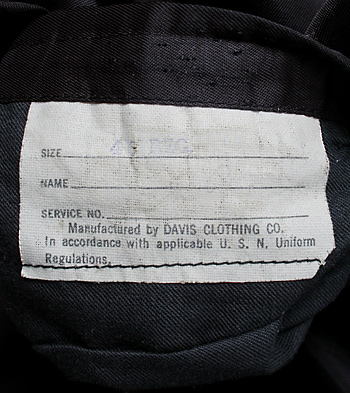 SIZE
NAME
SERVICE NO.
Manufactured by DAVIS CLOTHING CO.
In accordance with applicable U. S. N. Uniform
Regulations.